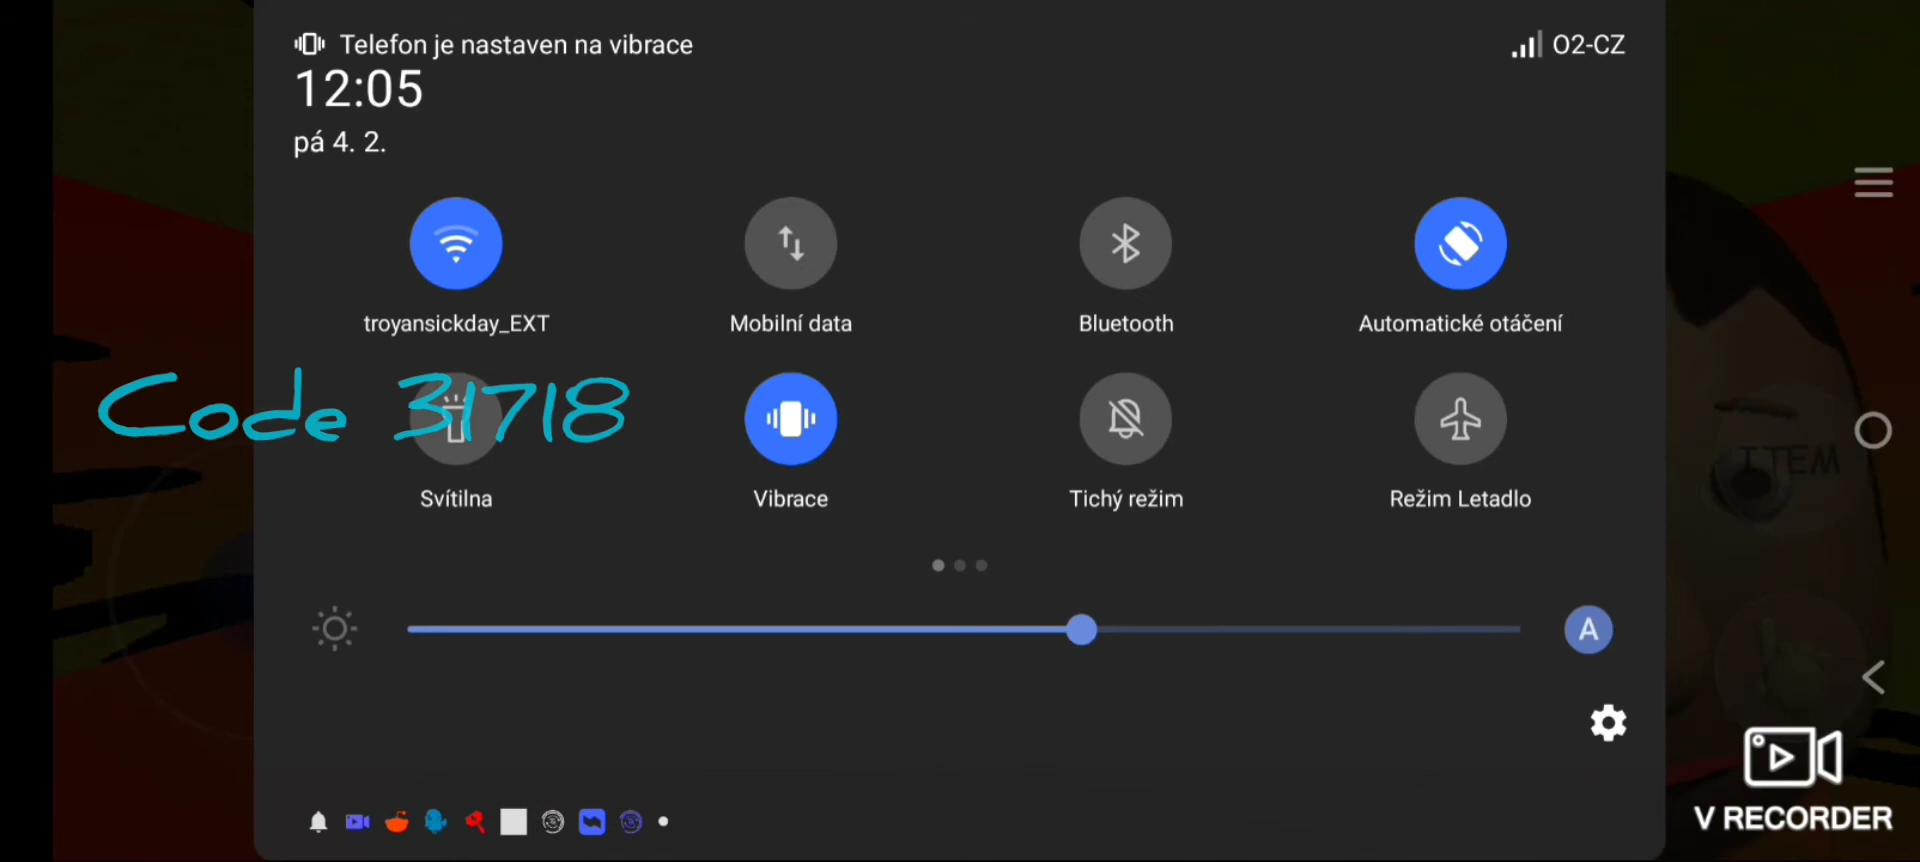 Telefon je nastaven na vibrace
O2-CZ
12:05
pá 4. 2.
troyansickday_EXT
Mobilní data
Bluetooth
Automatické otáčení
Code 31718
Svítilna
Vibrace
Tichý režim
Režim Letadlo
ITEM
A
V RECORDER